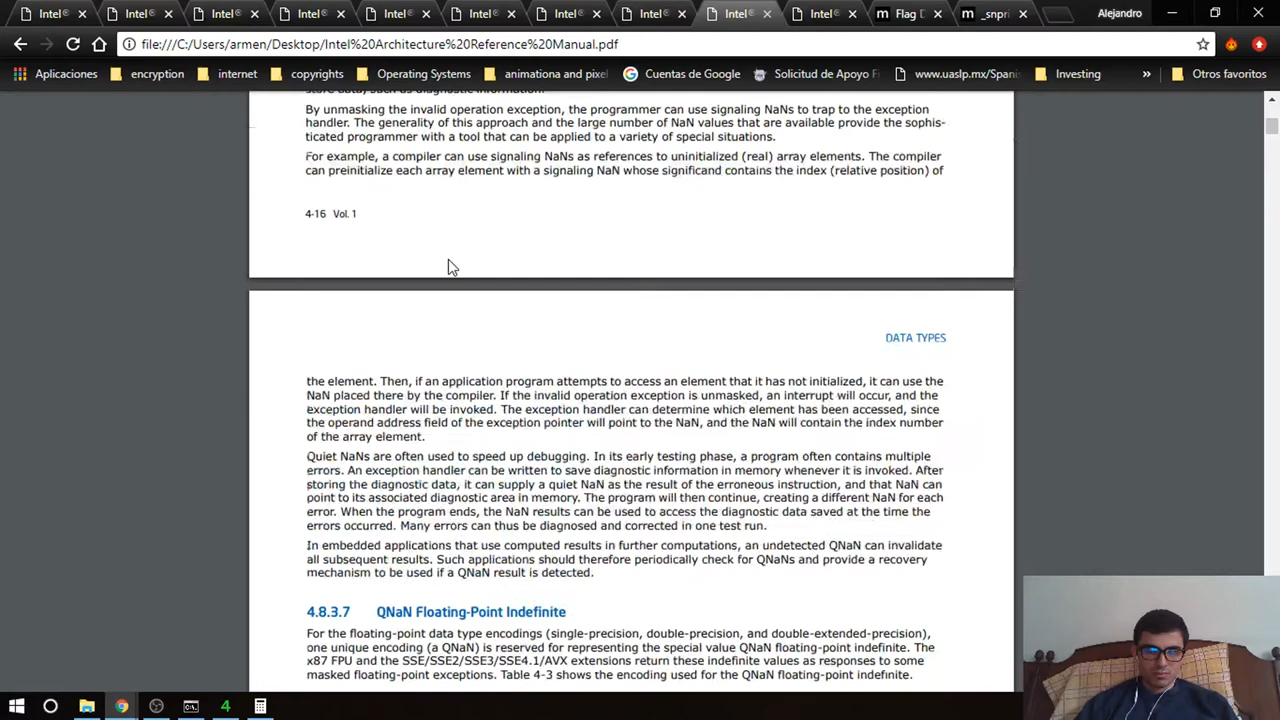 Intel®
Intel®
Intel®
Intel®
Intel®
Intel®
Intel®
Intel®
Intel®
Intel®
Flag D
_snpri
Alejandro
file:///C:/Users/armen/Desktop/Intel%20Architecture%20Reference%20Manual.pdf
Aplicaciones
encryption
internet
copyrights
Operating Systems
animationa and pixel
Cuentas de Google
Solicitud de Apoyo Fi
www.uaslp.mx/Spani
Investing
»
Otros favoritos
store data, such as diagnostic information.
By unmasking the invalid operation exception, the programmer can use signaling NaNs to trap to the exception
handler. The generality of this approach and the large number of NaN values that are available provide the sophis-
ticated programmer with a tool that can be applied to a variety of special situations.
For example, a compiler can use signaling NaNs as references to uninitialized (real) array elements. The compiler
can preinitialize each array element with a signaling NaN whose significand contains the index (relative position) of
4-16 Vol. 1
DATA TYPES
the element. Then, if an application program attempts to access an element that it has not initialized, it can use the
NaN placed there by the compiler. If the invalid operation exception is unmasked, an interrupt will occur, and the
exception handler will be invoked. The exception handler can determine which element has been accessed, since
the operand address field of the exception pointer will point to the NaN, and the NaN will contain the index number
of the array element.
Quiet NaNs are often used to speed up debugging. In its early testing phase, a program often contains multiple
errors. An exception handler can be written to save diagnostic information in memory whenever it is invoked. After
storing the diagnostic data, it can supply a quiet NaN as the result of the erroneous instruction, and that NaN can
point to its associated diagnostic area in memory. The program will then continue, creating a different NaN for each
error. When the program ends, the NaN results can be used to access the diagnostic data saved at the time the
errors occurred. Many errors can thus be diagnosed and corrected in one test run.
In embedded applications that use computed results in further computations, an undetected QNaN can invalidate
all subsequent results. Such applications should therefore periodically check for QNaNs and provide a recovery
mechanism to be used if a QNaN result is detected.
4.8.3.7 QNaN Floating-Point Indefinite
For the floating-point data type encodings (single-precision, double-precision, and double-extended-precision),
one unique encoding (a QNaN) is reserved for representing the special value QNaN floating-point indefinite. The
x87 FPU and the SSE/SSE2/SSE3/SSE4.1/AVX extensions return these indefinite values as responses to some
masked floating-point exceptions. Table 4-3 shows the encoding used for the QNaN floating-point indefinite.